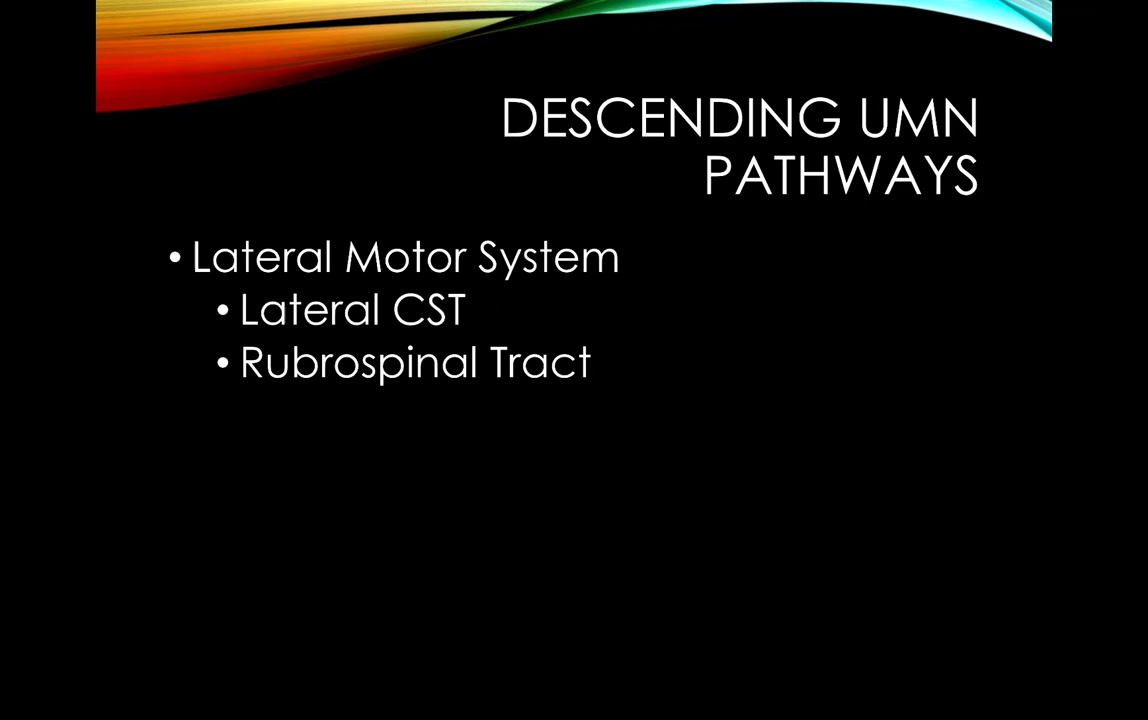 DESCENDING UMN
PATHWAYS
• Lateral Motor System
• Lateral CST
• Rubrospinal Tract